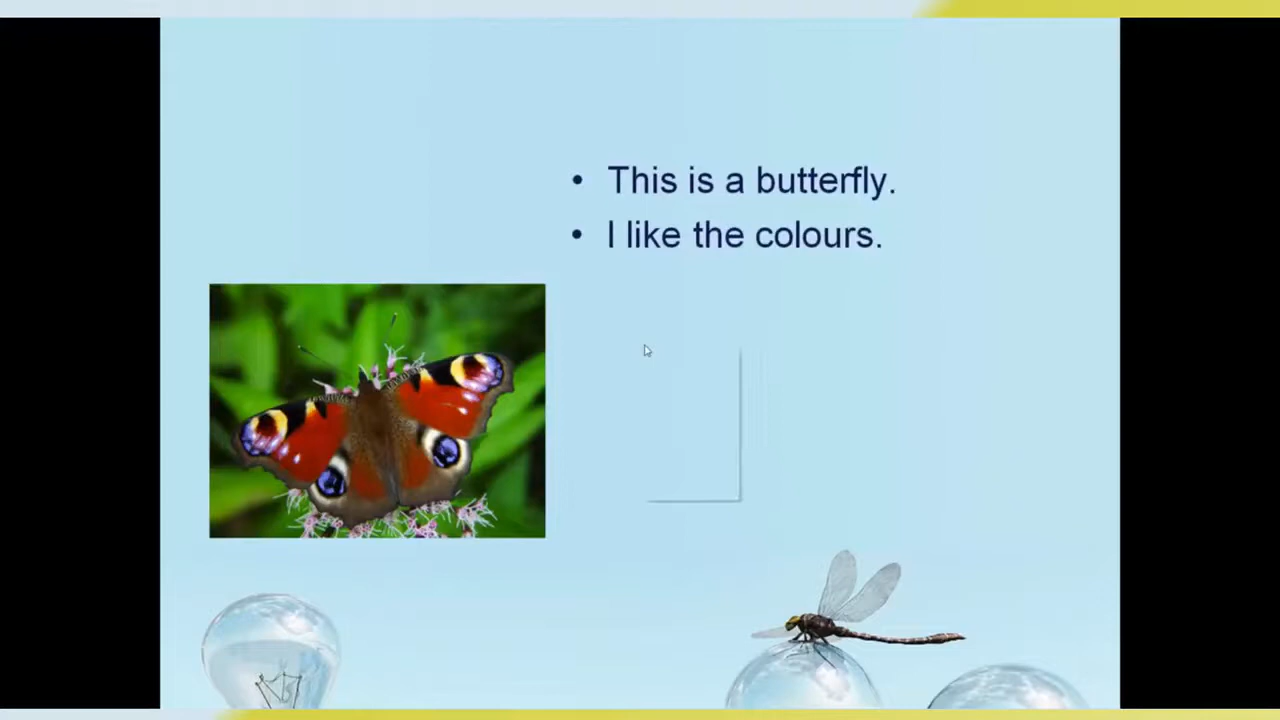 • This is a butterfly.
• I like the colours.